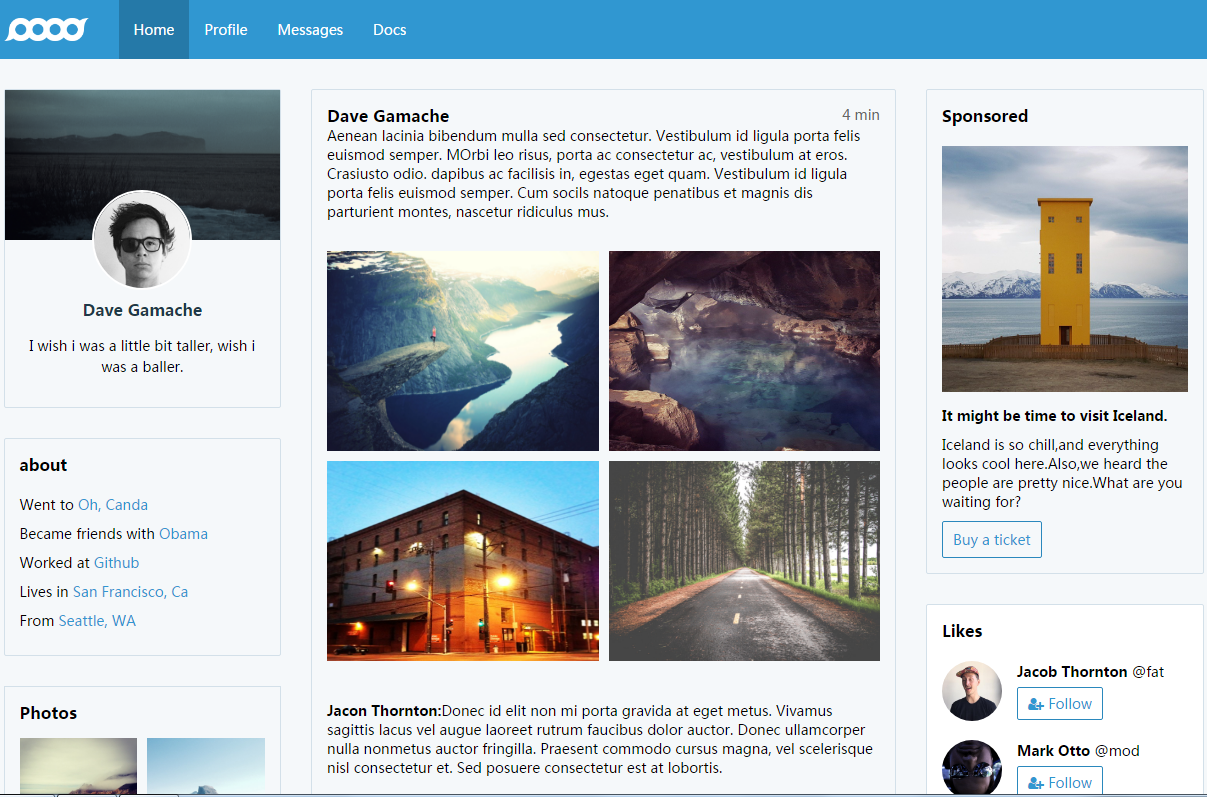 Home Profile Messages Docs
Dave Gamache
I wish i was a little bit taller, wish i
was a baller.
about
Went to Oh, Canda
Became friends with Obama
Worked at Github
Lives in San Francisco, Ca
From Seattle, WA
Photos
Dave Gamache 4 min
Aenean lacinia bibendum mulla sed consectetur. Vestibulum id ligula porta felis
euismod semper. MOrbi leo risus, porta ac consectetur ac, vestibulum at eros.
Crasiusto odio. dapibus ac facilisis in, egestas eget quam. Vestibulum id ligula
porta felis euismod semper. Cum socils natoque penatibus et magnis dis
parturient montes, nascetur ridiculus mus.
Jacon Thornton:Donec id elit non mi porta gravida at eget metus. Vivamus
sagittis lacus vel augue laoreet rutrum faucibus dolor auctor. Donec ullamcorper
nulla nonmetus auctor fringilla. Praesent commodo cursus magna, vel scelerisque
nisl consectetur et. Sed posuere consectetur est at lobortis.
Sponsored
It might be time to visit Iceland.
Iceland is so chill,and everything
looks cool here.Also,we heard the
people are pretty nice.What are you
waiting for?
Buy a ticket
Likes
Jacob Thornton @fat
Follow
Mark Otto @mod
Follow